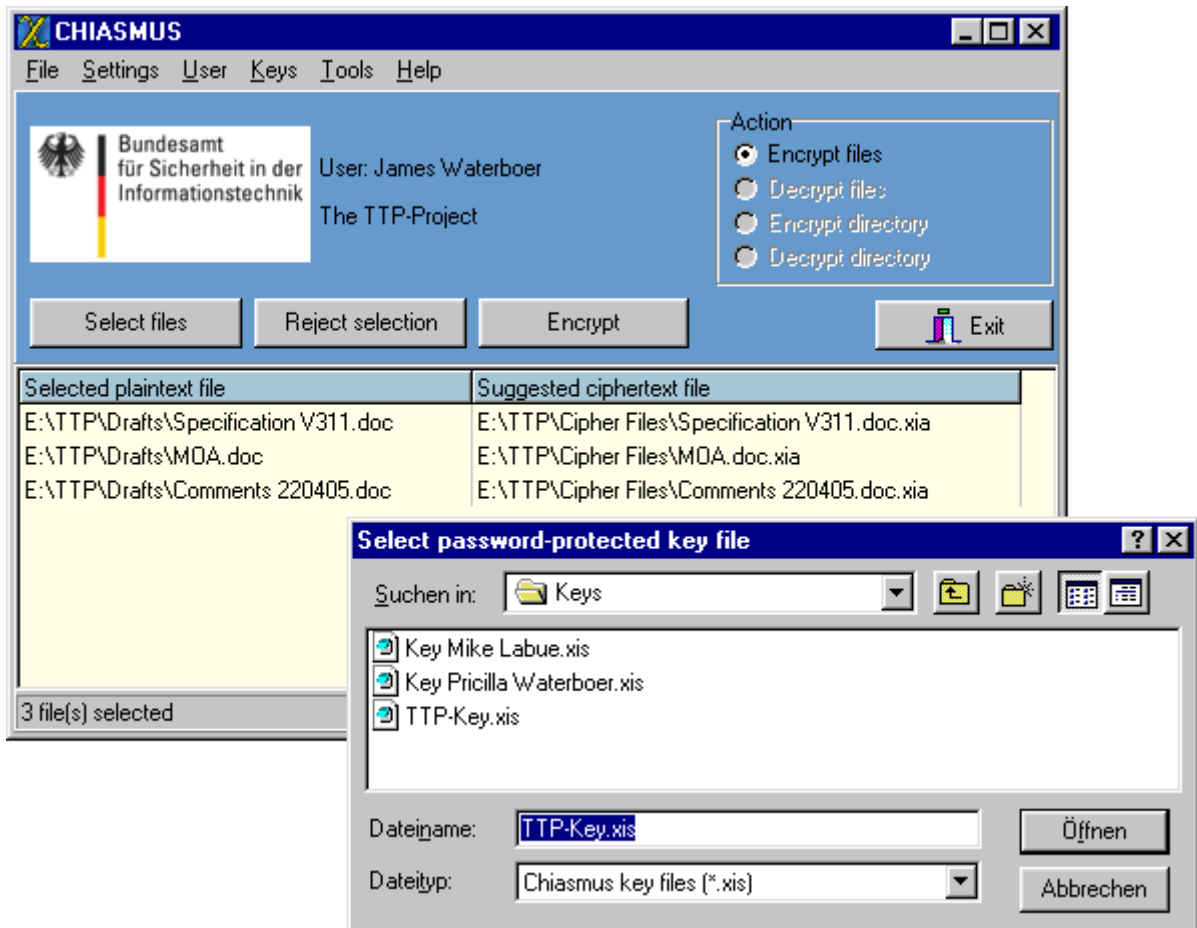 CHIASMUS
File Settings User Keys Tools Help
Bundesamt
für Sicherheit in der
Informationstechnik
User: James Waterboer
The TTP-Project
Action
Encrypt files
Decrypt files
Encrypt directory
Decrypt directory
Select files Reject selection Encrypt Exit
Selected plaintext file Suggested ciphertext file
E:\TTP\Drafts\Specification V311.doc E:\TTP\Cipher Files\Specification V311.doc.xia
E:\TTP\Drafts\MOA.doc E:\TTP\Cipher Files\MOA.doc.xia
E:\TTP\Drafts\Comments 220405.doc E:\TTP\Cipher Files\Comments 220405.doc.xia
3 file(s) selected
Select password-protected key file
Suchen in: Keys
Key Mike Labue.xis
Key Pricilla Waterboer.xis
TTP-Key.xis
Dateiname: TTP-Key.xis Öffnen
Dateityp: Chiasmus key files (*.xis) Abbrechen